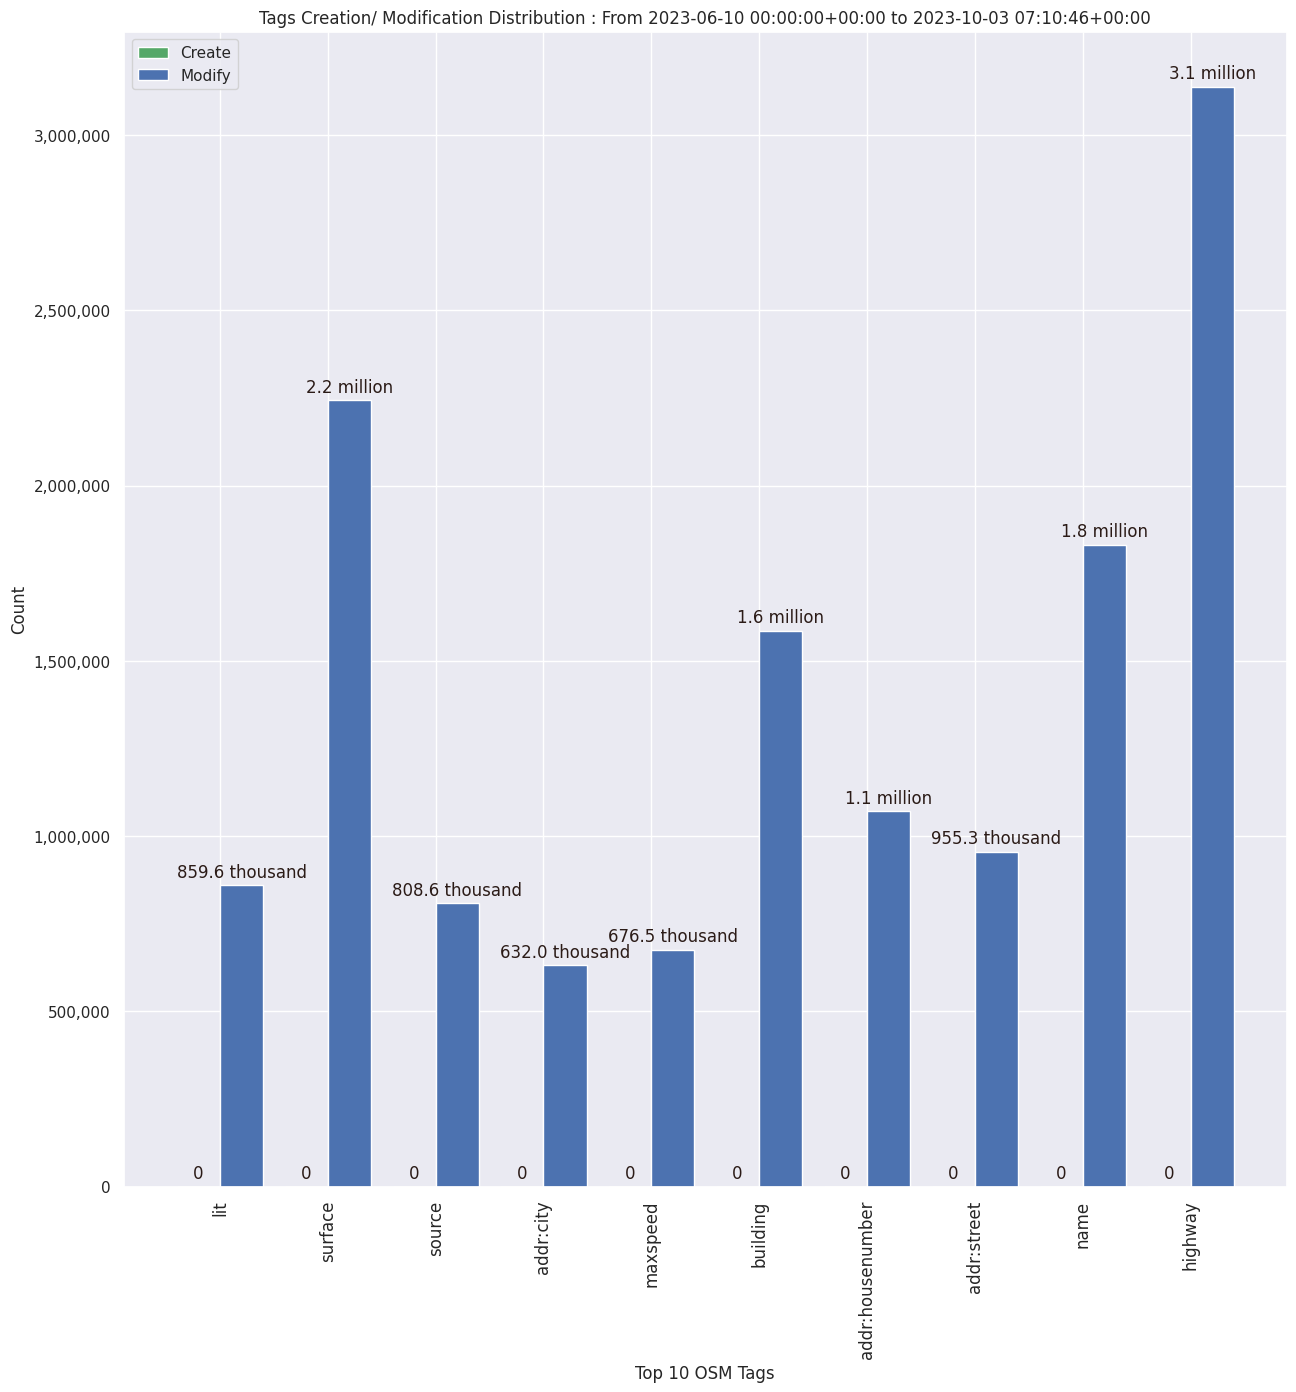 Tags Creation/ Modification Distribution : From 2023-06-10 00:00:00+00:00 to 2023-10-03 07:10:46+00:00
Create
Modify
3.1 million
3,000,000
2,500,000
2.2 million
2,000,000
1.8 million
1.6 million
1,500,000
1.1 million
1,000,000
955.3 thousand
859.6 thousand
808.6 thousand
676.5 thousand
632.0 thousand
500,000
0 0 0 0 0 0 0 0 0 0
0
Count
lit
surface
source
addr:city
maxspeed
building
addr:housenumber
addr:street
name
highway
Top 10 OSM Tags